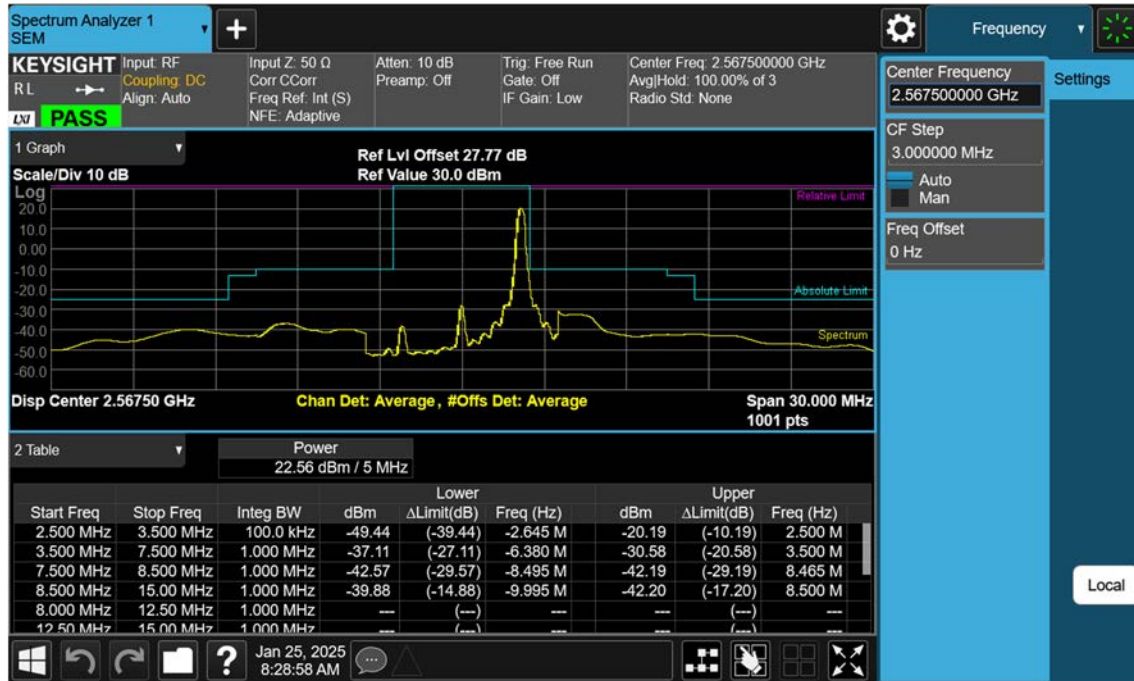 Spectrum Analyzer 1
SEM
Frequency
KEYSIGHT
RL
LXI PASS
Input: RF
Coupling: DC
Align: Auto
Input Z: 50 Ω
Corr CCorr
Freq Ref: Int (S)
NFE: Adaptive
Atten: 10 dB
Preamp: Off
Trig: Free Run
Gate: Off
IF Gain: Low
Center Freq: 2.567500000 GHz
Avg|Hold: 100.00% of 3
Radio Std: None
Center Frequency
2.567500000 GHz
Settings
CF Step
3.000000 MHz
Auto
Man
Freq Offset
0 Hz
Local
1 Graph
Scale/Div 10 dB
Ref Lvl Offset 27.77 dB
Ref Value 30.0 dBm
Log
20.0
10.0
0.00
-10.0
-20.0
-30.0
-40.0
-50.0
-60.0
Relative Limit
Absolute Limit
Spectrum
Disp Center 2.56750 GHz
Chan Det: Average, #Offs Det: Average
Span 30.000 MHz
1001 pts
2 Table
Power
22.56 dBm / 5 MHz
Lower Upper
Start Freq Stop Freq Integ BW dBm ΔLimit(dB) Freq (Hz) dBm ΔLimit(dB) Freq (Hz)
2.500 MHz 3.500 MHz 100.0 kHz -49.44 (-39.44) -2.645 M -20.19 (-10.19) 2.500 M
3.500 MHz 7.500 MHz 1.000 MHz -37.11 (-27.11) -6.380 M -30.58 (-20.58) 3.500 M
7.500 MHz 8.500 MHz 1.000 MHz -42.57 (-29.57) -8.495 M -42.19 (-29.19) 8.465 M
8.500 MHz 15.00 MHz 1.000 MHz -39.88 (-14.88) -9.995 M -42.20 (-17.20) 8.500 M
8.000 MHz 12.50 MHz 1.000 MHz --- (---) --- (---)
12.50 MHz 15.00 MHz 1.000 MHz --- (---) --- (---)
Jan 25, 2025
8:28:58 AM